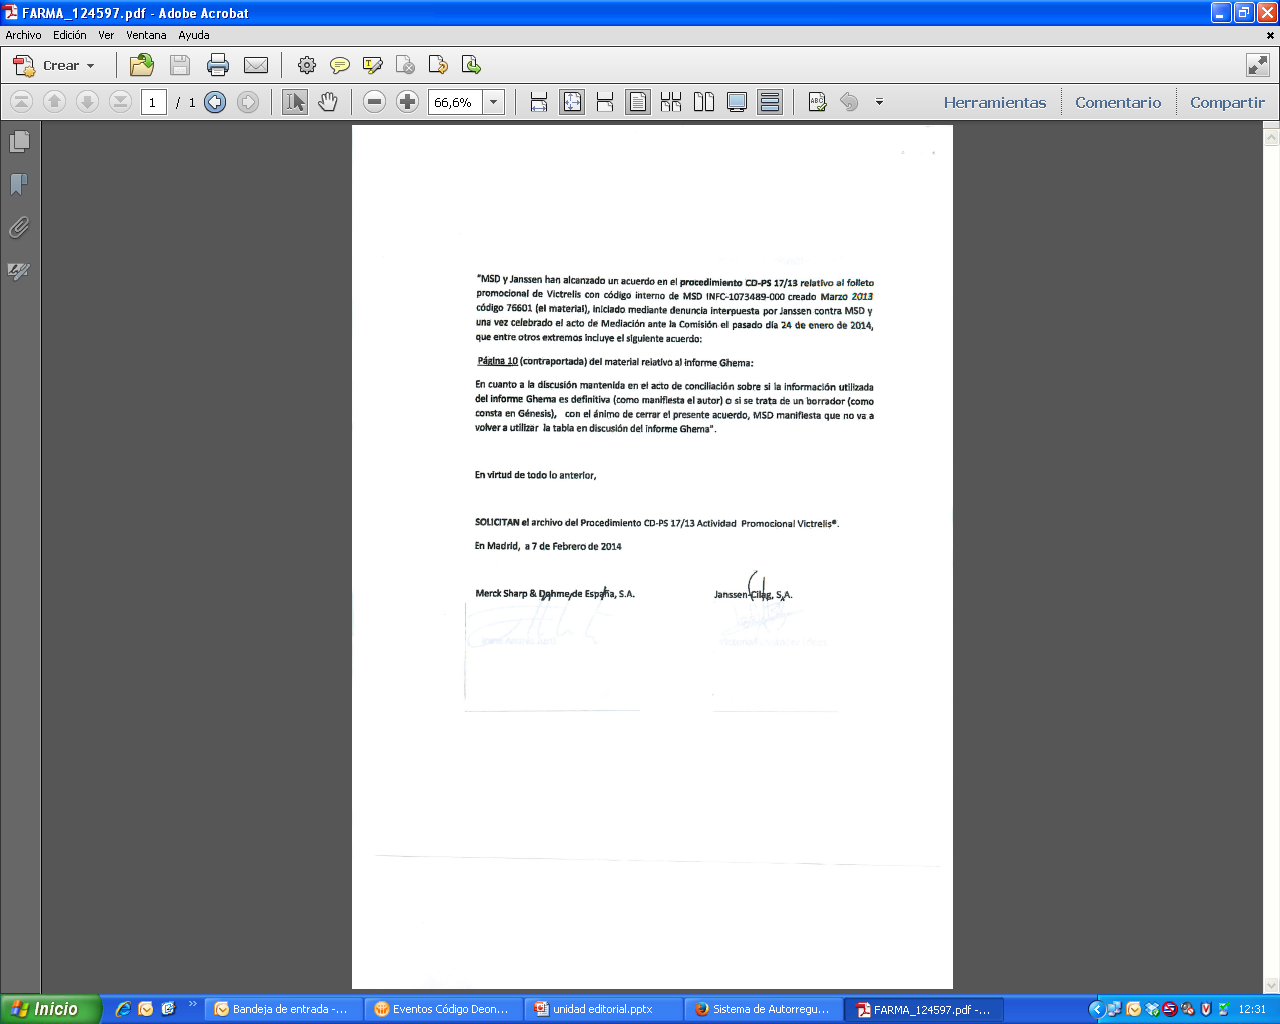 FARMA_124597.pdf - Adobe Acrobat
Archivo Edición Ver Ventana Ayuda
Crear
1 / 1 66,6% Herramientas Comentario Compartir
"MSD y Janssen han alcanzado un acuerdo en el procedimiento CD-PS 17/13 relativo al folleto
promocional de Victrelis con código interno de MSD INFC-1073489-000 creado Marzo 2013
código 76601 (el material), iniciado mediante denuncia interpuesta por Janssen contra MSD y
una vez celebrado el acto de Mediación ante la Comisión el pasado día 24 de enero de 2014,
que entre otros extremos incluye el siguiente acuerdo:
Página 10 (contraportada) del material relativo al informe Ghema:
En cuanto a la discusión mantenida en el acto de conciliación sobre si la información utilizada
del informe Ghema es definitiva (como manifiesta el autor) o si se trata de un borrador (como
consta en Génesis), con el ánimo de cerrar el presente acuerdo, MSD manifiesta que no va a
volver a utilizar la tabla en discusión del informe Ghema".
En virtud de todo lo anterior,
SOLICITAN el archivo del Procedimiento CD-PS 17/13 Actividad Promocional Victrelis®.
En Madrid, a 7 de Febrero de 2014
Merck Sharp & Dohme de España, S.A. Janssen-Cilag, S.A.
Inicio Bandeja de entrada -... Eventos Código Deon... unidad editorial.pptx Sistema de Autorregu... FARMA_124597.pdf -... 12:31